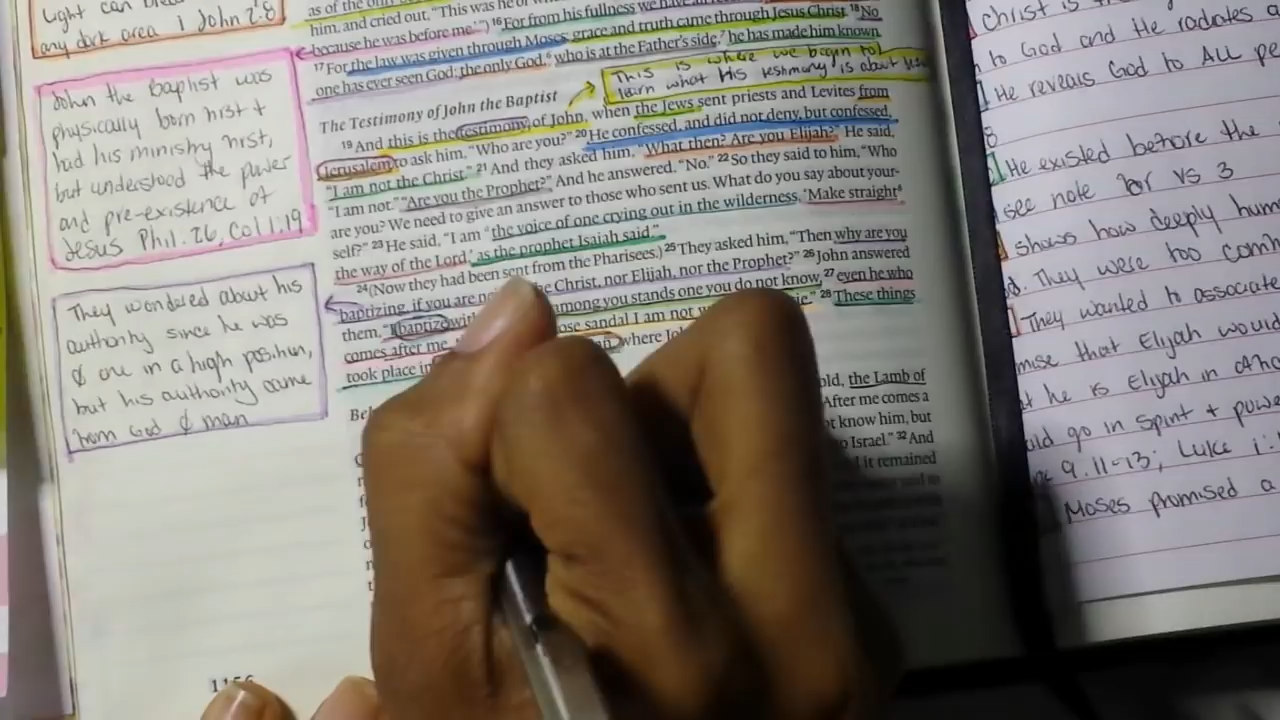 Light can
any dark area 1 John 2:8
John the Baptist was
physically born first +
had his ministry first,
but understood the power
and pre-existence of
Jesus Phil. 2:6, Col 1:19
They wondered about his
authority since he was
one in a high position,
but his authority came
from God
man
as of the
him, and cried out, "This was he of
because he was before me.") 16 For from his fullness we have
17 For the law was given through Moses; grace and truth came through Jesus Christ. 18 No
one has ever seen God; the only God, who is at the Father's side, he has made him known.
This is where we begin to
learn what His testimony is about
The Testimony of John the Baptist
19 And this is the testimony of John, when the Jews sent priests and Levites from
Jerusalem to ask him, "Who are you?" 20 He confessed, and did not deny, but confessed,
"I am not the Christ." 21 And they asked him, "What then? Are you Elijah?" He said,
"I am not." "Are you the Prophet?" And he answered, "No." 22 So they said to him, "Who
are you? We need to give an answer to those who sent us. What do you say about your-
self?" 23 He said, "I am the voice of one crying out in the wilderness, 'Make straight
the way of the Lord,' as the prophet Isaiah said."
24 (Now they had been sent from the Pharisees.) 25 They asked him, "Then why are you
baptizing, if you are the Christ, nor Elijah, nor the Prophet?" 26 John answered
them, "I baptize among you stands one you do not know, 27 even he who
comes after me, sandal I am not 28 These things
took place in where
the Lamb of
After me comes a
know him, but
Israel." 32 And
it remained
Christ is
to God and He radiates
He reveals God to ALL
8
He existed before the
see note for vs 3
shows how deeply
They were too
They wanted to associate
that Elijah would
he is Elijah in
go in Spirit + power
9:11-13; Luke 1:
Moses promised a